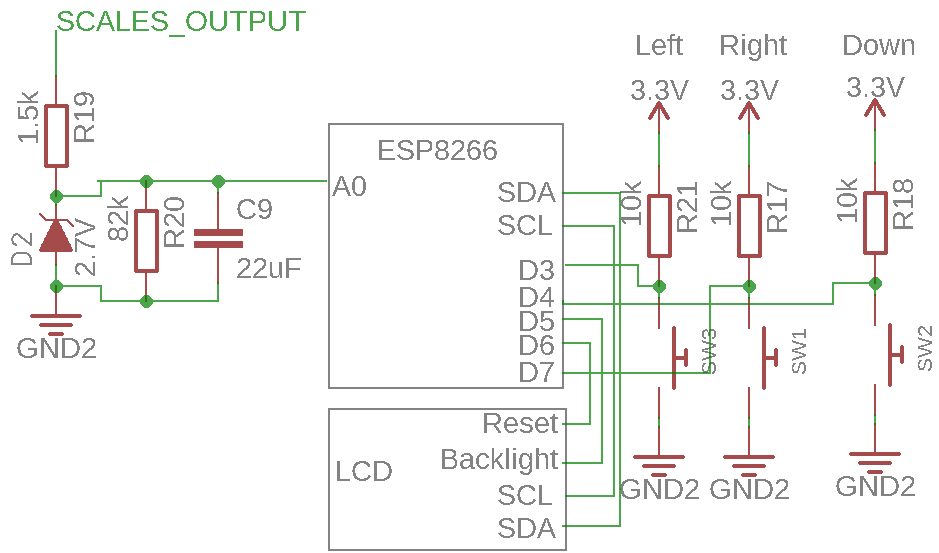 SCALES_OUTPUT
1.5k
R19
D2
2.7V
82k
R20
C9
22uF
GND2
ESP8266
A0
SDA
SCL
D3
D4
D5
D6
D7
LCD
Reset
Backlight
SCL
SDA
Left
3.3V
10k
R21
SW3
GND2
Right
3.3V
10k
R17
SW1
GND2
Down
3.3V
10k
R18
SW2
GND2